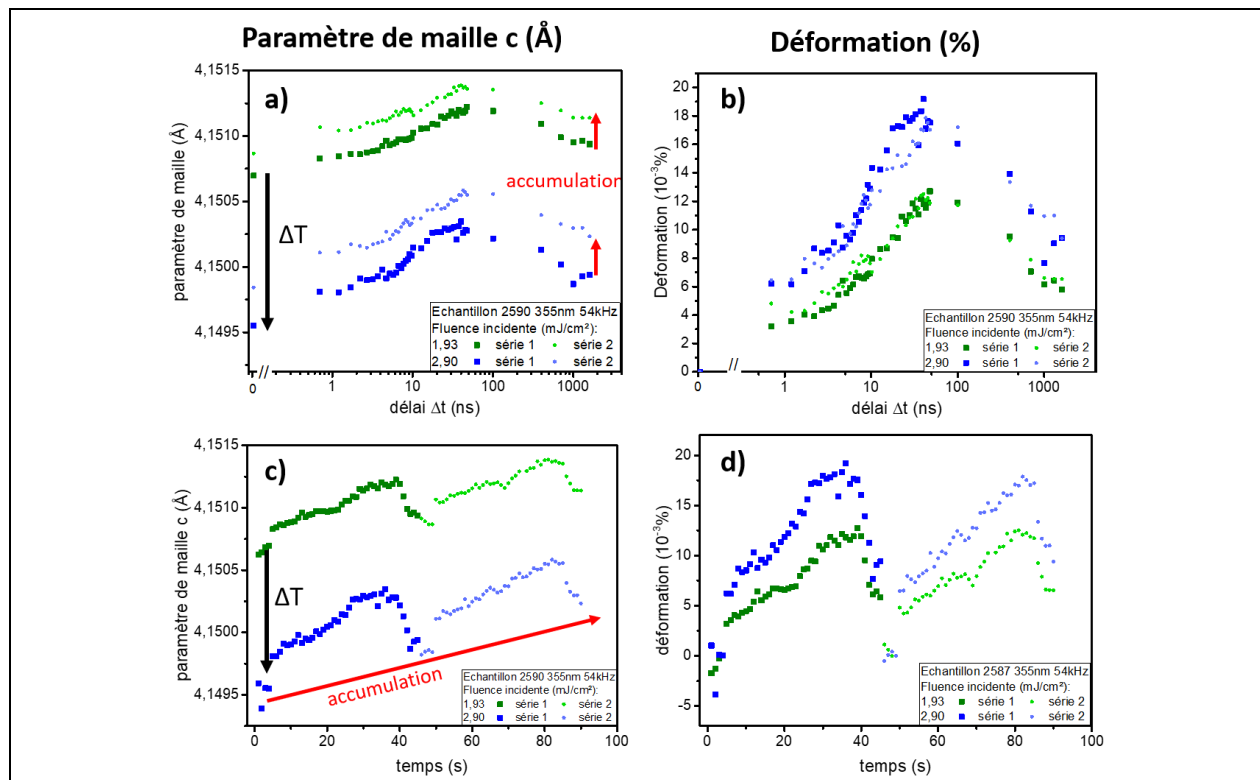 Paramètre de maille c (Å)
Déformation (%)
a)
paramètre de maille (Å)
4,1515
4,1510
4,1505
4,1500
4,1495
ΔT
accumulation
Echantillon 2590 355nm 54kHz
Fluence incidente (mJ/cm²):
1,93 série 1 série 2
2,90 série 1 série 2
0 // 1 10 100 1000
délai Δt (ns)
b)
Deformation (10⁻³%)
20
18
16
14
12
10
8
6
4
2
0
Echantillon 2590 355nm 54kHz
Fluence incidente (mJ/cm²):
1,93 série 1 série 2
2,90 série 1 série 2
// 1 10 100 1000
délai Δt (ns)
c)
paramètre de maille c (Å)
4,1515
4,1510
4,1505
4,1500
4,1495
ΔT
accumulation
Echantillon 2590 355nm 54kHz
Fluence incidente (mJ/cm²):
1,93 série 1 série 2
2,90 série 1 série 2
0 20 40 60 80 100
temps (s)
d)
déformation (10⁻³%)
20
15
10
5
0
-5
Echantillon 2587 355nm 54kHz
Fluence incidente (mJ/cm²):
1,93 série 1 série 2
2,90 série 1 série 2
0 20 40 60 80 100
temps (s)